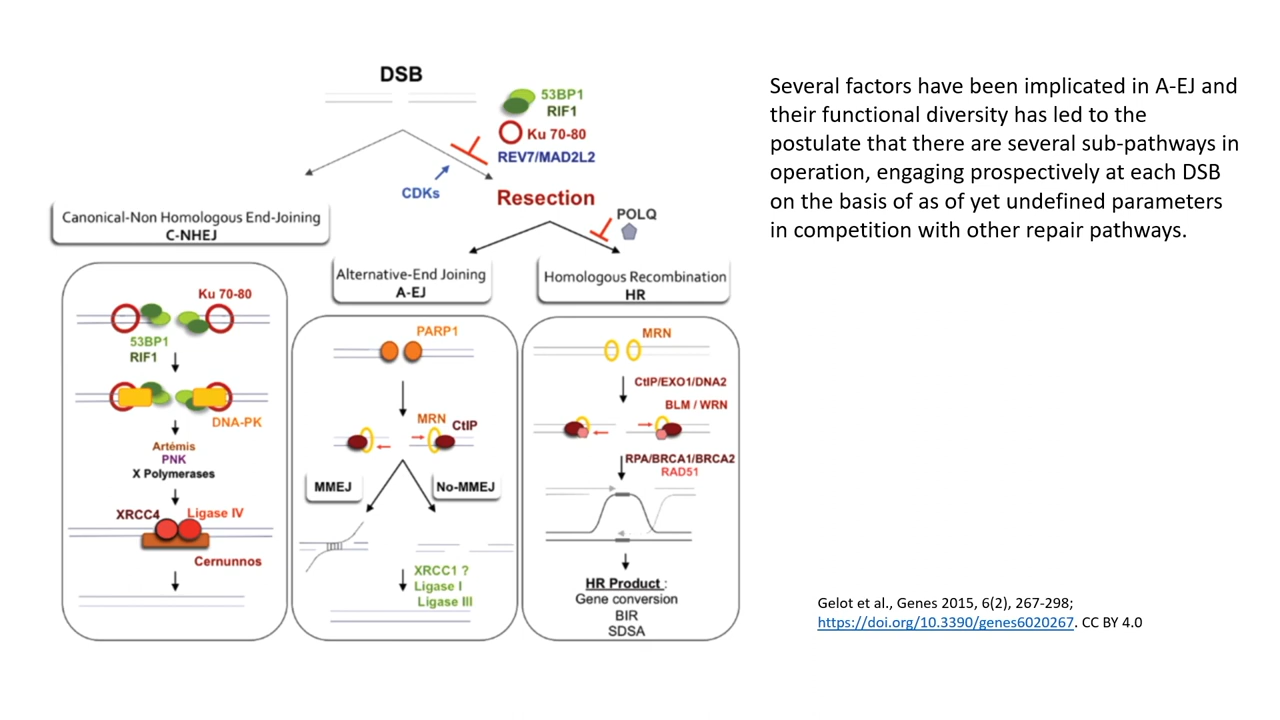 DSB
53BP1
RIF1
Ku 70-80
REV7/MAD2L2
CDKs
Resection
POLQ
Canonical-Non Homologous End-Joining
C-NHEJ
Alternative-End Joining
A-EJ
Homologous Recombination
HR
Ku 70-80
53BP1
RIF1
DNA-PK
Artémis
PNK
X Polymerases
XRCC4
Ligase IV
Cernunnos
PARP1
MRN
CtIP
MMEJ
No-MMEJ
XRCC1 ?
Ligase I
Ligase III
MRN
CtIP/EXO1/DNA2
BLM / WRN
RPA/BRCA1/BRCA2
RAD51
HR Product :
Gene conversion
BIR
SDSA
Several factors have been implicated in A-EJ and
their functional diversity has led to the
postulate that there are several sub-pathways in
operation, engaging prospectively at each DSB
on the basis of as of yet undefined parameters
in competition with other repair pathways.
Gelot et al., Genes 2015, 6(2), 267-298;
https://doi.org/10.3390/genes6020267. CC BY 4.0